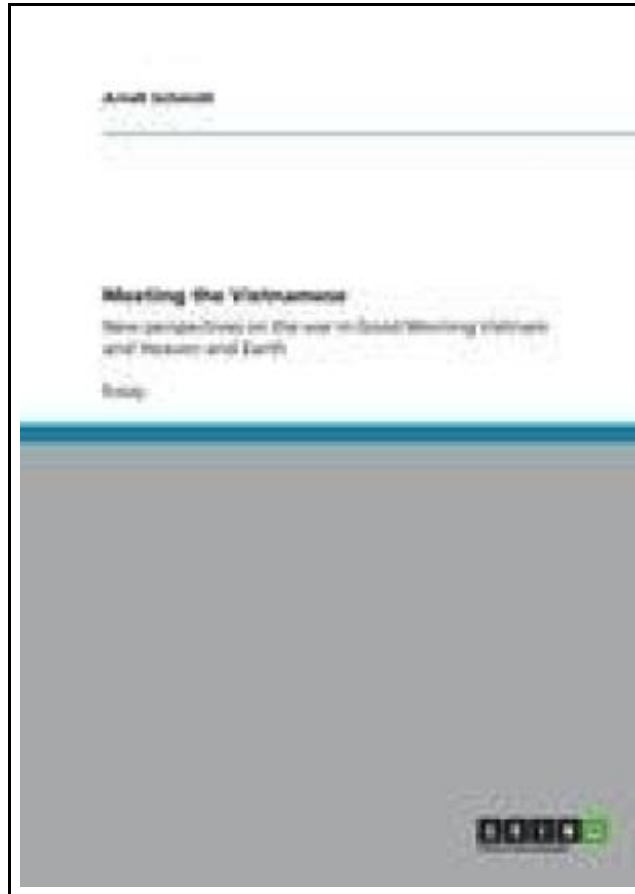 Arndt Schmidt
Meeting the Vietnamese
New perspectives on the war in Good Morning Vietnam
and Heaven and Earth
Essay
GRIN